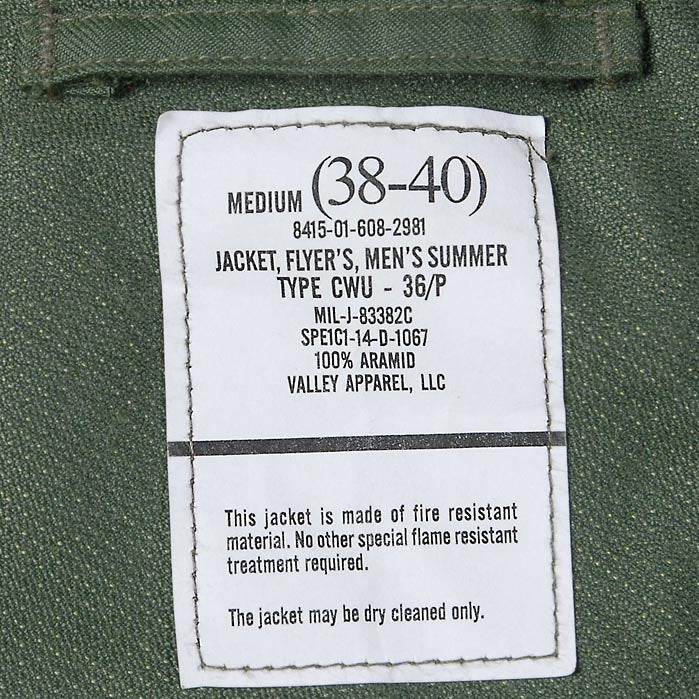 MEDIUM (38-40)
8415-01-608-2981
JACKET, FLYER'S, MEN'S SUMMER
TYPE CWU - 36/P
MIL-J-83382C
SPE1C1-14-D-1067
100% ARAMID
VALLEY APPAREL, LLC
This jacket is made of fire resistant
material. No other special flame resistant
treatment required.
The jacket may be dry cleaned only.